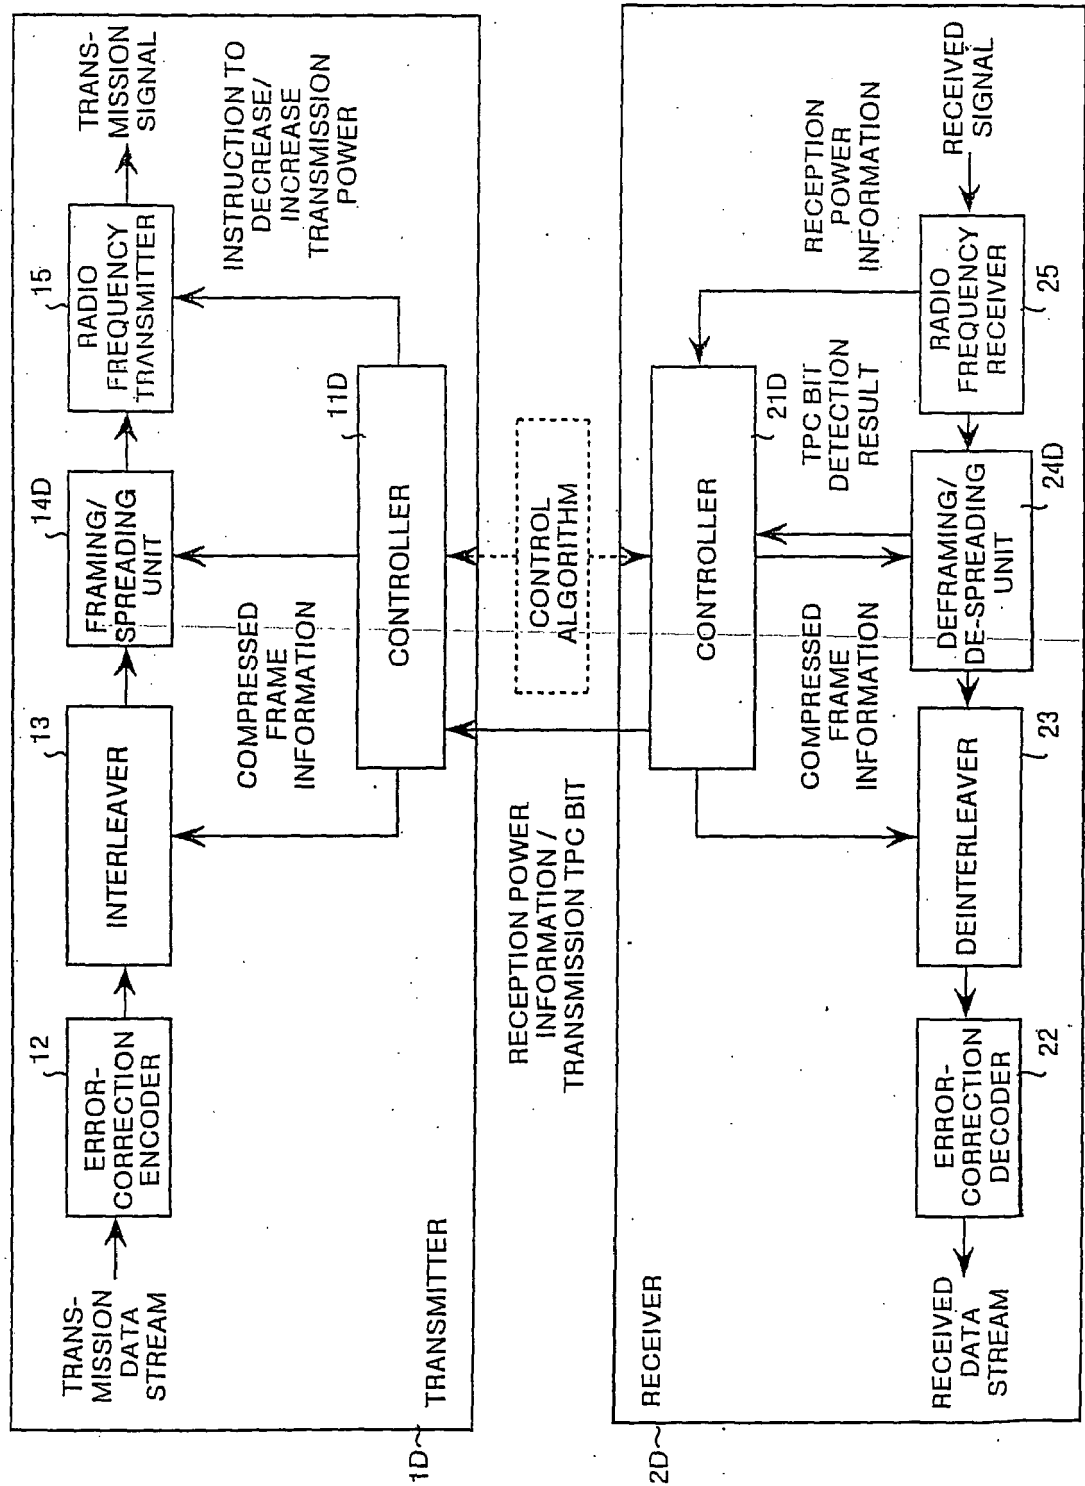 TRANS-
MISSION
DATA
STREAM
12
ERROR-
CORRECTION
ENCODER
13
INTERLEAVER
14D
FRAMING/
SPREADING
UNIT
15
RADIO
FREQUENCY
TRANSMITTER
TRANS-
MISSION
SIGNAL
COMPRESSED
FRAME
INFORMATION
INSTRUCTION TO
DECREASE/
INCREASE
TRANSMISSION
POWER
11D
CONTROLLER
TRANSMITTER
1D
RECEPTION POWER
INFORMATION /
TRANSMISSION TPC BIT
CONTROL
ALGORITHM
2D
RECEIVER
CONTROLLER
21D
COMPRESSED
FRAME
INFORMATION
TPC BIT
DETECTION
RESULT
RECEPTION
POWER
INFORMATION
RECEIVED
DATA
STREAM
ERROR-
CORRECTION
DECODER
22
DEINTERLEAVER
23
DEFRAMING/
DE-SPREADING
UNIT
24D
RADIO
FREQUENCY
RECEIVER
25
RECEIVED
SIGNAL